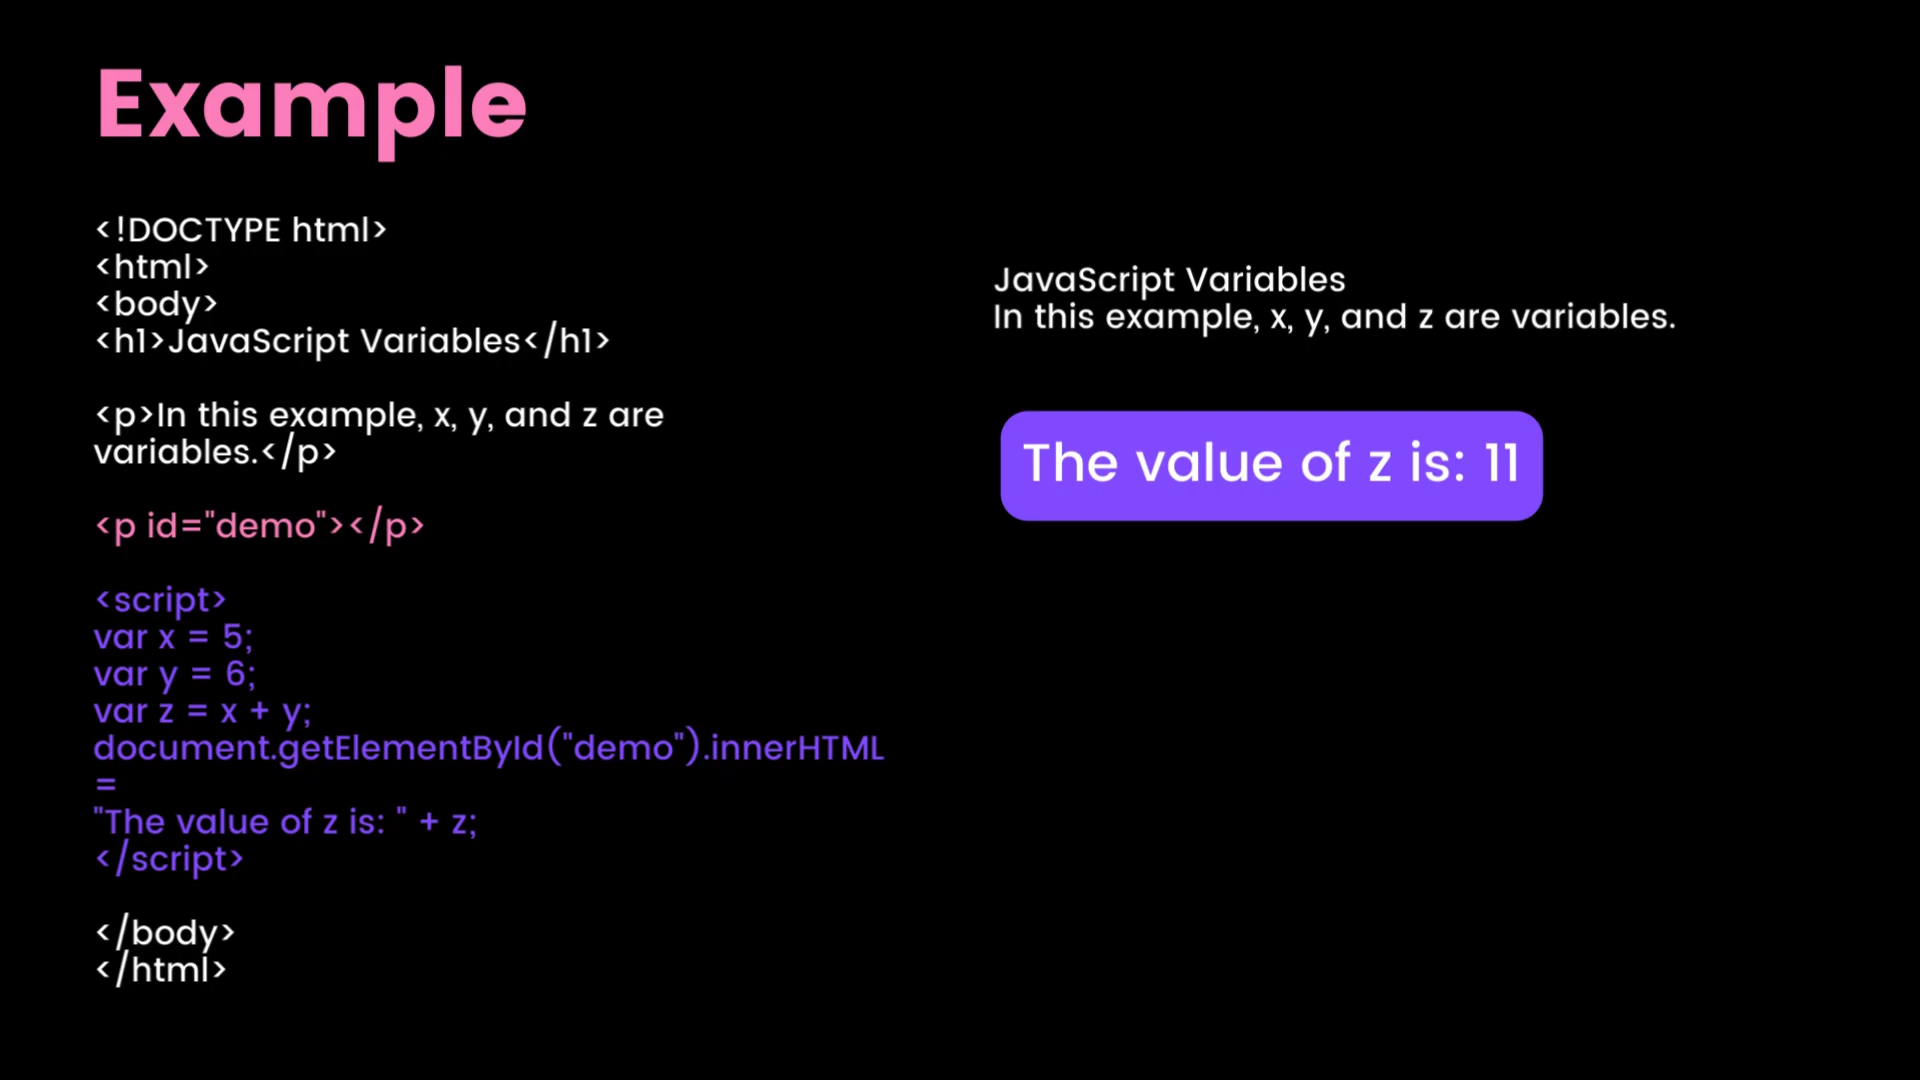 Example
<!DOCTYPE html>
<html>
<body>
<h1>JavaScript Variables</h1>
<p>In this example, x, y, and z are
variables.</p>
<p id="demo"></p>
<script>
var x = 5;
var y = 6;
var z = x + y;
document.getElementById("demo").innerHTML
=
"The value of z is: " + z;
</script>
</body>
</html>
JavaScript Variables
In this example, x, y, and z are variables.
The value of z is: 11